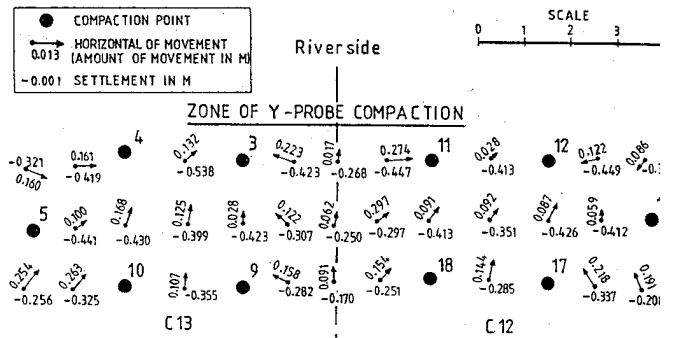 COMPACTION POINT
HORIZONTAL OF MOVEMENT
0.013 (AMOUNT OF MOVEMENT IN M)
-0.001 SETTLEMENT IN M
SCALE
0 1 2 3
Riverside
ZONE OF Y-PROBE COMPACTION
4 3 11 12
-0.321 0.161 0.132 0.223 0.017 0.274 0.028 0.122 0.086
0.160 -0.419 -0.538 -0.423 -0.268 -0.447 -0.413 -0.449
5 0.100 0.168 0.125 0.028 0.122 0.062 0.297 0.091 0.092 0.087 0.059
-0.441 -0.430 -0.399 -0.423 -0.307 -0.250 -0.297 -0.413 -0.351 -0.426 -0.412
0.254 0.263 10 0.107 9 0.158 0.091 0.154 18 0.144 17 0.218 0.191
-0.256 -0.325 -0.355 -0.282 -0.170 -0.251 -0.285 -0.337 -0.208
C13 C12